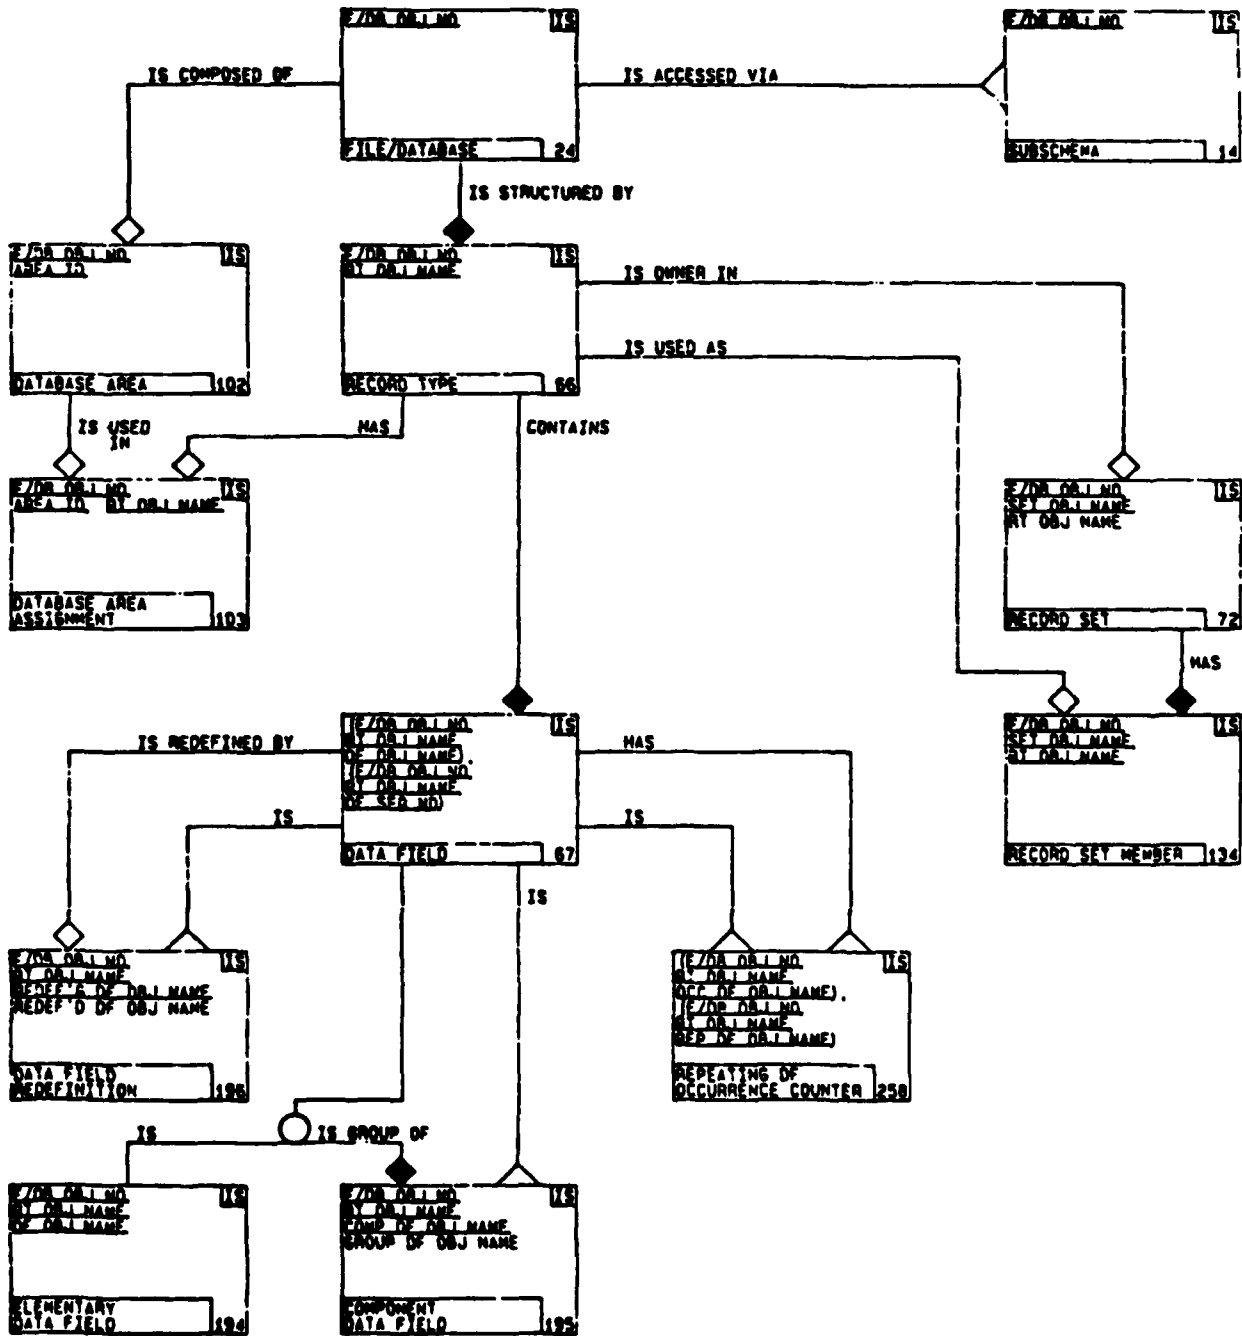 F/DB OBJ NO IS
FILE/DATABASE 24
F/DB OBJ NO IS
SUBSCHEMA 14
IS COMPOSED OF
IS ACCESSED VIA
IS STRUCTURED BY
F/DB OBJ NO IS
AREA ID
DATABASE AREA 102
F/DB OBJ NO IS
RT OBJ NAME
RECORD TYPE 66
IS OWNER IN
IS USED AS
IS USED
IN
HAS
CONTAINS
F/DB OBJ NO IS
AREA ID RT OBJ NAME
DATABASE AREA
ASSIGNMENT 103
F/DB OBJ NO IS
SET OBJ NAME
RT OBJ NAME
RECORD SET 72
HAS
IS REDEFINED BY
IS
(F/DB OBJ NO IS
RT OBJ NAME
DF OBJ NAME),
(F/DB OBJ NO
RT OBJ NAME
DF SEQ NO)
DATA FIELD 67
HAS
IS
IS
F/DB OBJ NO IS
SET OBJ NAME
RT OBJ NAME
RECORD SET MEMBER 134
F/DB OBJ NO IS
RT OBJ NAME
REDEF'G DF OBJ NAME
REDEF'D DF OBJ NAME
DATA FIELD
REDEFINITION 196
(F/DB OBJ NO IS
RT OBJ NAME
OCC DF OBJ NAME),
(F/DB OBJ NO
RT OBJ NAME
REP DF OBJ NAME)
REPEATING DF
OCCURRENCE COUNTER 258
IS
IS GROUP OF
F/DB OBJ NO IS
RT OBJ NAME
DF OBJ NAME
ELEMENTARY
DATA FIELD 194
F/DB OBJ NO IS
RT OBJ NAME
COMP DF OBJ NAME
GROUP DF OBJ NAME
COMPONENT
DATA FIELD 195